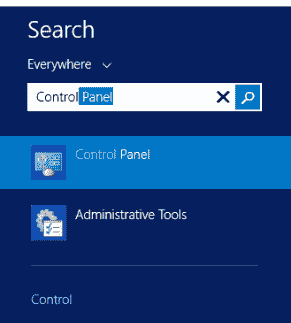 Search
Everywhere
Control Panel
Control Panel
Administrative Tools
Control